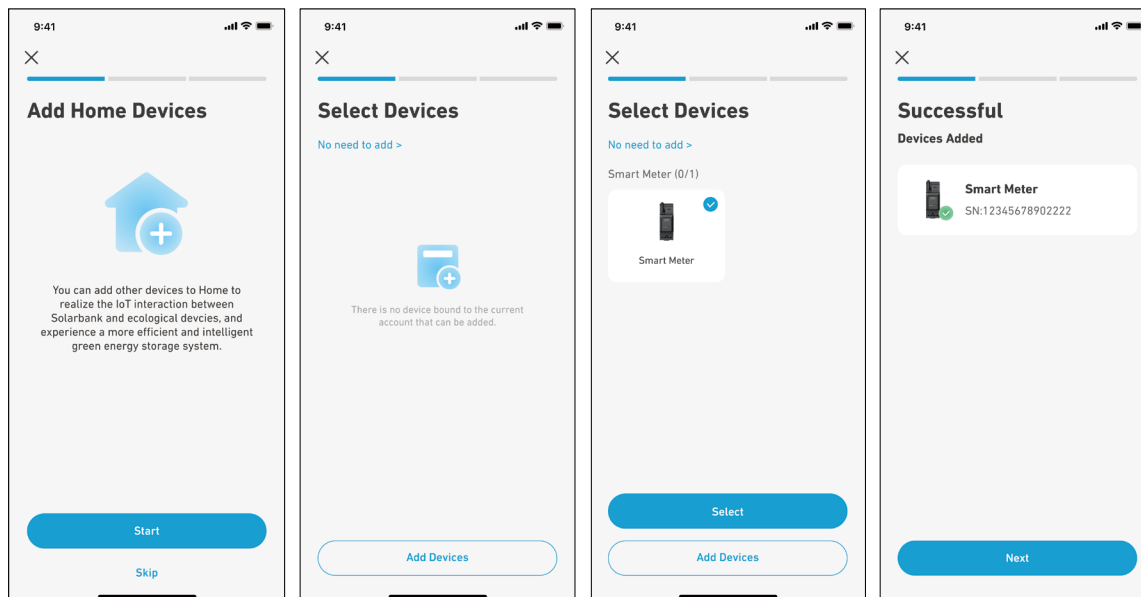 9:41
Add Home Devices
You can add other devices to Home to
realize the IoT interaction between
Solarbank and ecological devcies, and
experience a more efficient and intelligent
green energy storage system.
Start
Skip
9:41
Select Devices
No need to add >
There is no device bound to the current
account that can be added.
Add Devices
9:41
Select Devices
No need to add >
Smart Meter (0/1)
Smart Meter
Select
Add Devices
9:41
Successful
Devices Added
Smart Meter
SN:12345678902222
Next